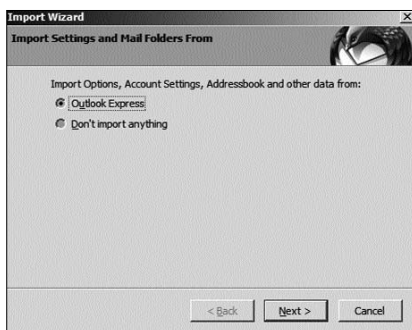 Import Wizard
Import Settings and Mail Folders From
Import Options, Account Settings, Addressbook and other data from:
Outlook Express
Don't import anything
< Back Next > Cancel